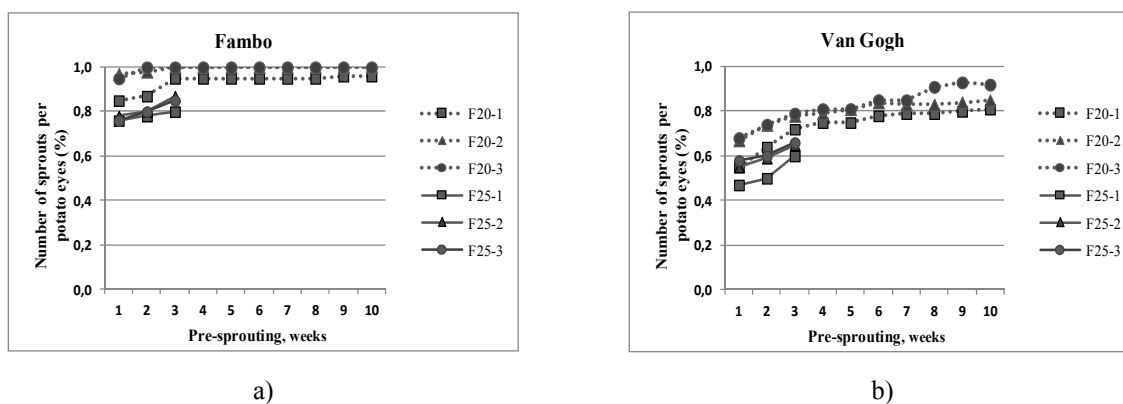 Fambo
Number of sprouts per
potato eyes (%)
1,0
0,8
0,6
0,4
0,2
0,0
1 2 3 4 5 6 7 8 9 10
Pre-sprouting, weeks
F20-1
F20-2
F20-3
F25-1
F25-2
F25-3
a)
Van Gogh
Number of sprouts per
potato eyes (%)
1,0
0,8
0,6
0,4
0,2
0,0
1 2 3 4 5 6 7 8 9 10
Pre-sprouting, weeks
F20-1
F20-2
F20-3
F25-1
F25-2
F25-3
b)